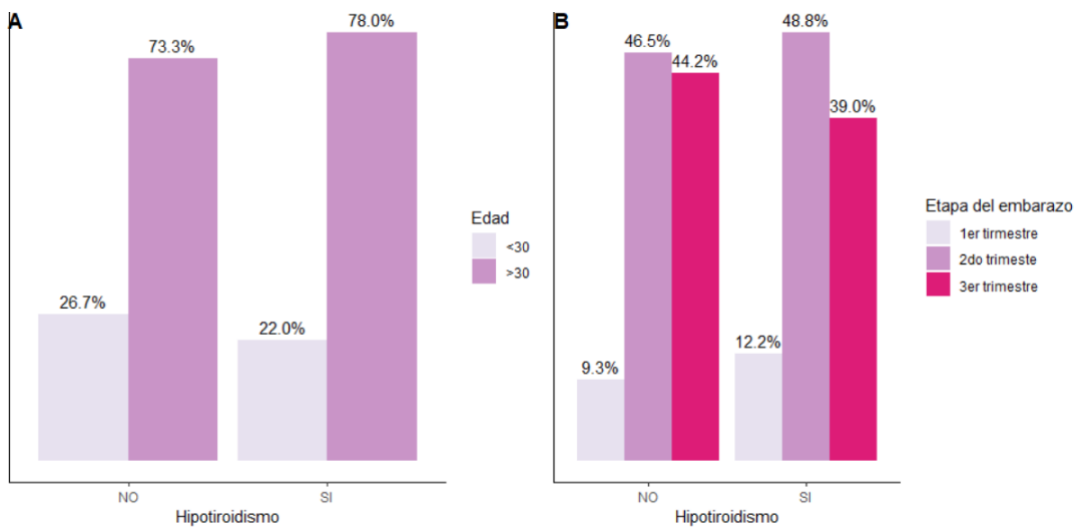 A
73.3%
78.0%
26.7%
22.0%
NO
SI
Hipotiroidismo
Edad
<30
>30
B
46.5%
44.2%
48.8%
39.0%
9.3%
12.2%
NO
SI
Hipotiroidismo
Etapa del embarazo
1er tirmestre
2do trimeste
3er trimestre